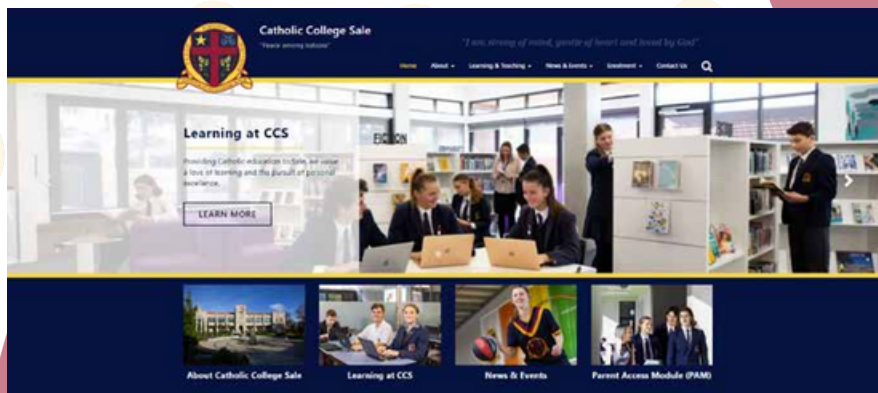 Catholic College Sale
"Peace among nations"
"I am, strong of mind, gentle of heart and loved by God"
Home About Learning & Teaching News & Events Enrolment Contact Us
Learning at CCS
Providing Catholic education to Sale, we value
a love of learning and the pursuit of personal
excellence.
LEARN MORE
FICTION
About Catholic College Sale
Learning at CCS
News & Events
Parent Access Module (PAM)